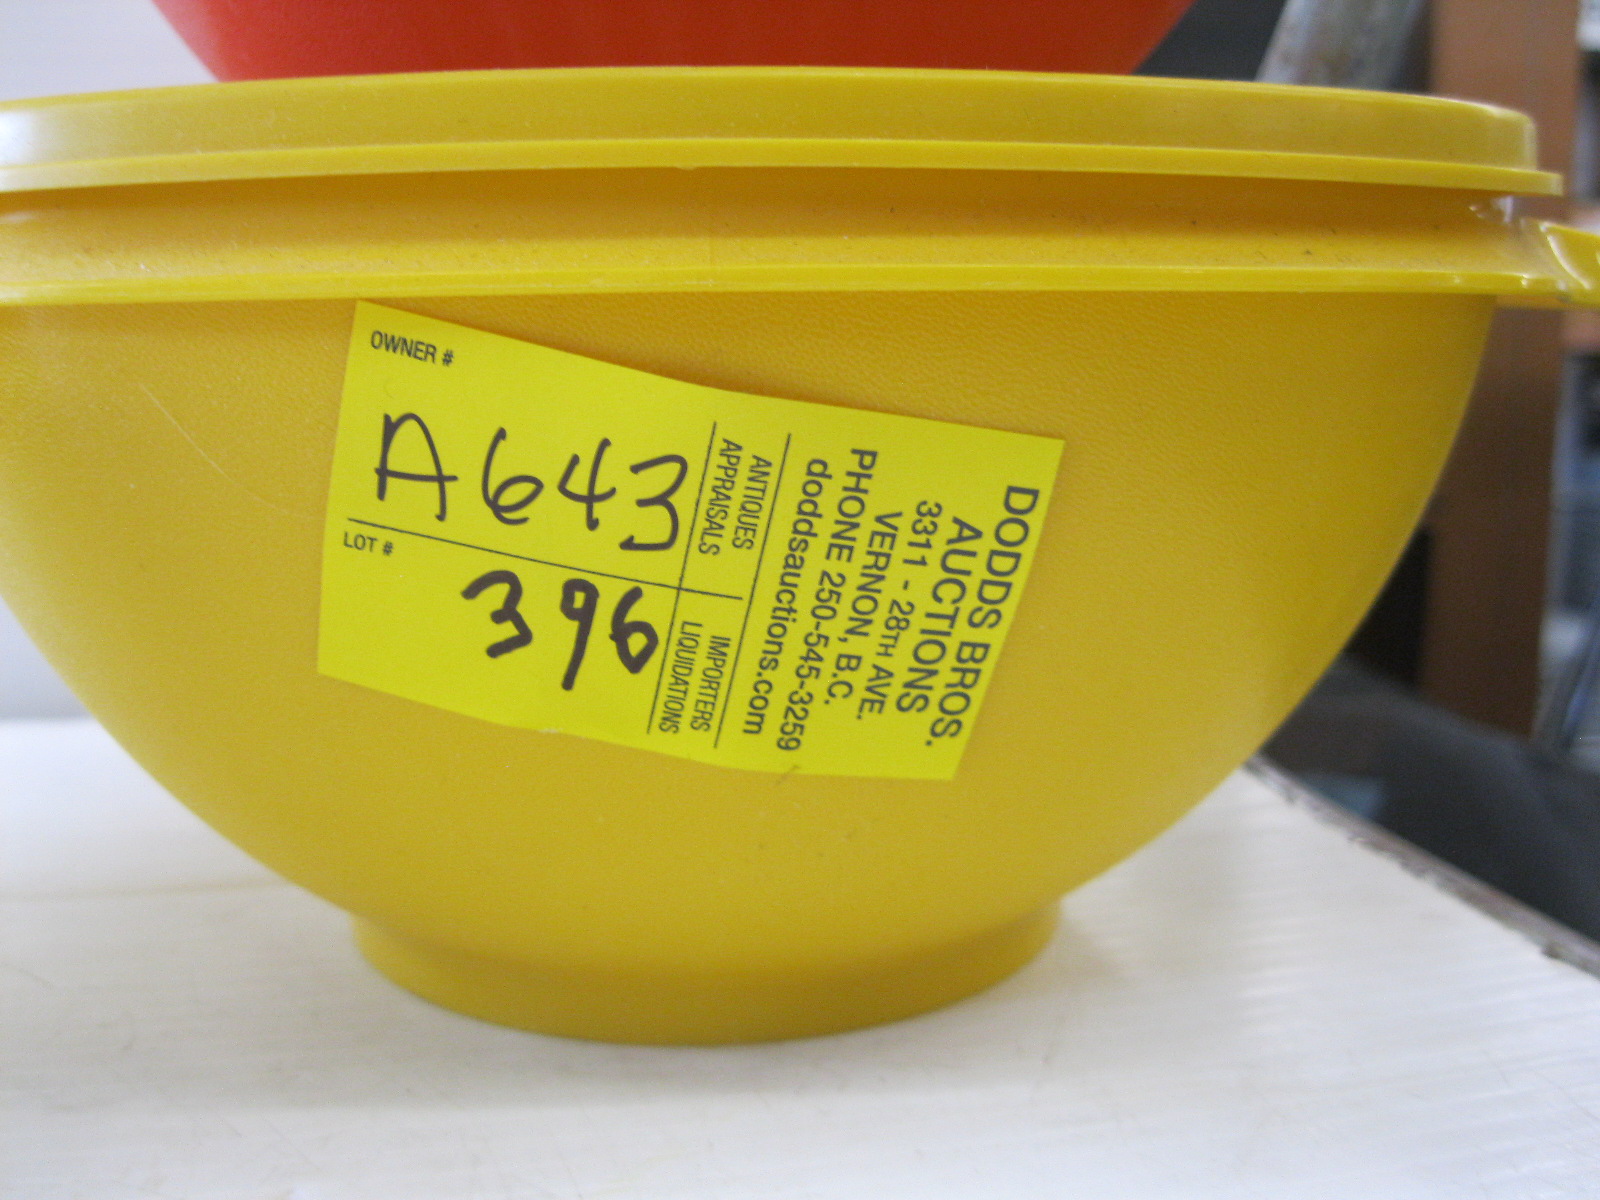 OWNER #
A643
LOT #
396
ANTIQUES
APPRAISALS
IMPORTERS
LIQUIDATIONS
DODDS BROS.
AUCTIONS
3311 - 28TH AVE.
VERNON, B.C.
PHONE 250-545-3259
doddsauctions.com